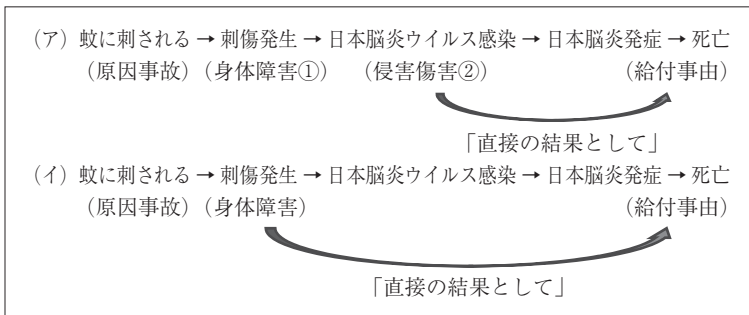 (ア) 蚊に刺される → 刺傷発生 → 日本脳炎ウイルス感染 → 日本脳炎発症 → 死亡
(原因事故) (身体障害①) (侵害傷害②) (給付事由)
「直接の結果として」
(イ) 蚊に刺される → 刺傷発生 → 日本脳炎ウイルス感染 → 日本脳炎発症 → 死亡
(原因事故) (身体障害) (給付事由)
「直接の結果として」